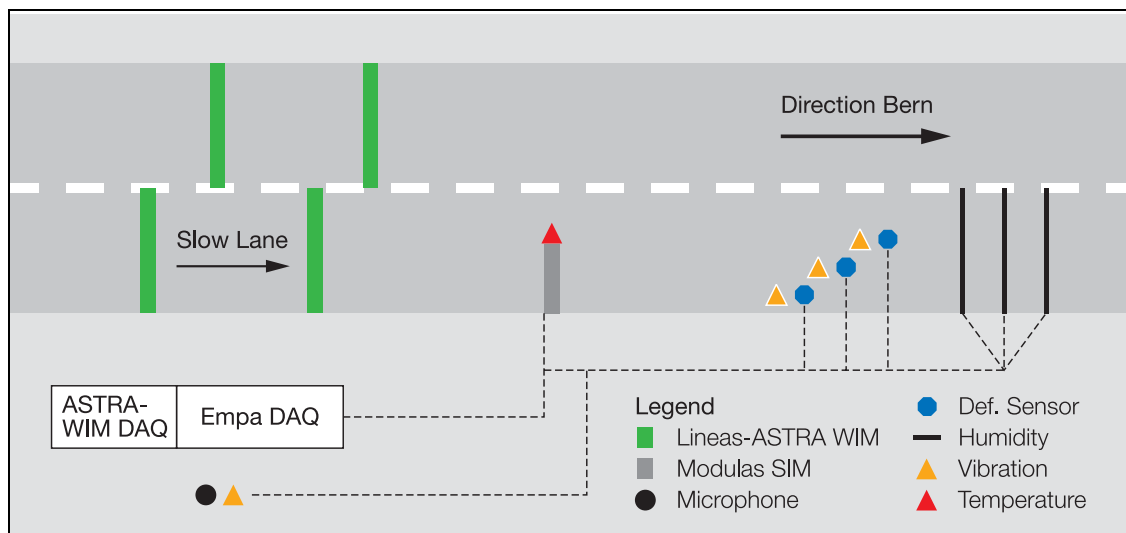 Direction Bern
Slow Lane
ASTRA-
WIM DAQ
Empa DAQ
Legend
Lineas-ASTRA WIM
Modulas SIM
Microphone
Def. Sensor
Humidity
Vibration
Temperature